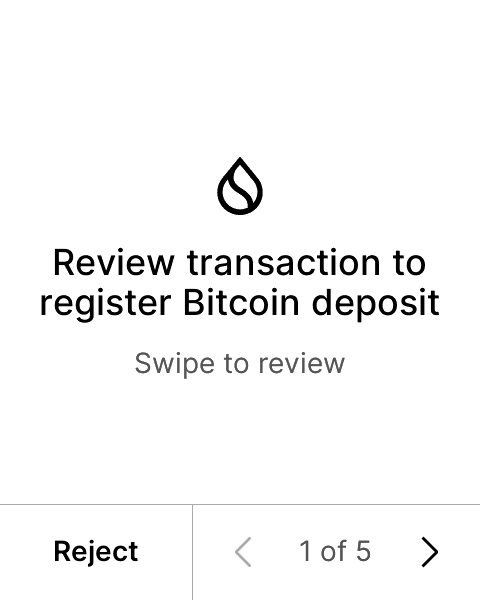 Review transaction to
register Bitcoin deposit
Swipe to review
Reject
1 of 5